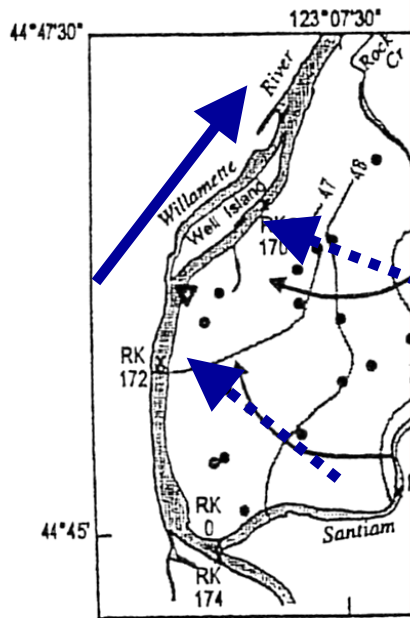 44°47'30"
123°07'30"
Rock
Cr
River
Willamette
Well Island
47
48
RK
170
RK
172
44°45'
RK
0
Santiam
RK
174